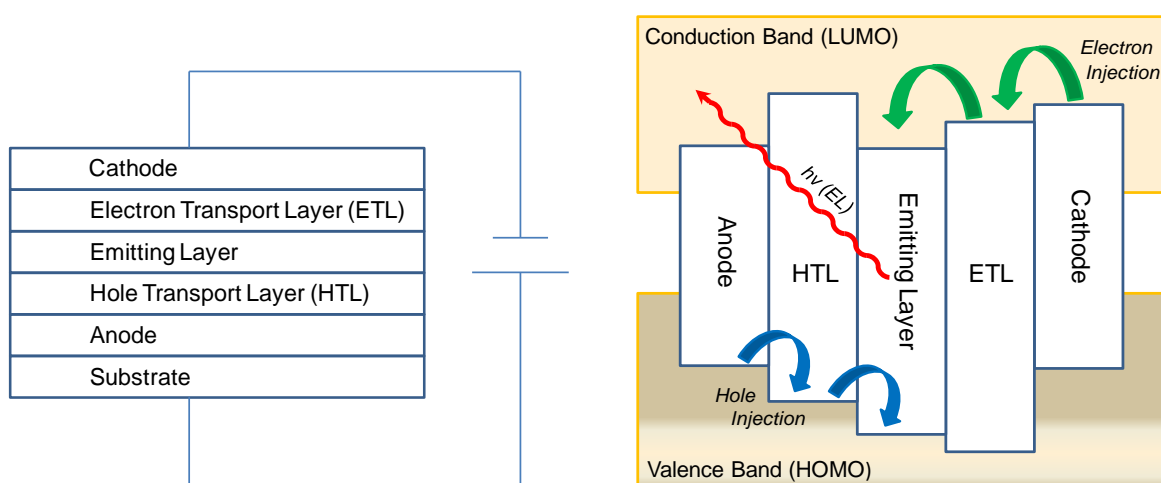 Cathode
Electron Transport Layer (ETL)
Emitting Layer
Hole Transport Layer (HTL)
Anode
Substrate
Conduction Band (LUMO)
Electron
Injection
hν (EL)
Anode
HTL
Emitting Layer
ETL
Cathode
Hole
Injection
Valence Band (HOMO)